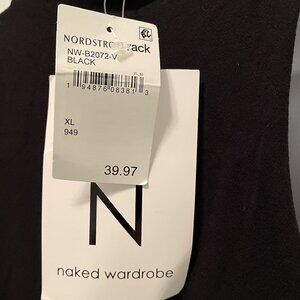 NORDSTROM rack
NW-B2072-V
BLACK
1 94876 08381 3
XL
949
39.97
N
naked wardrobe